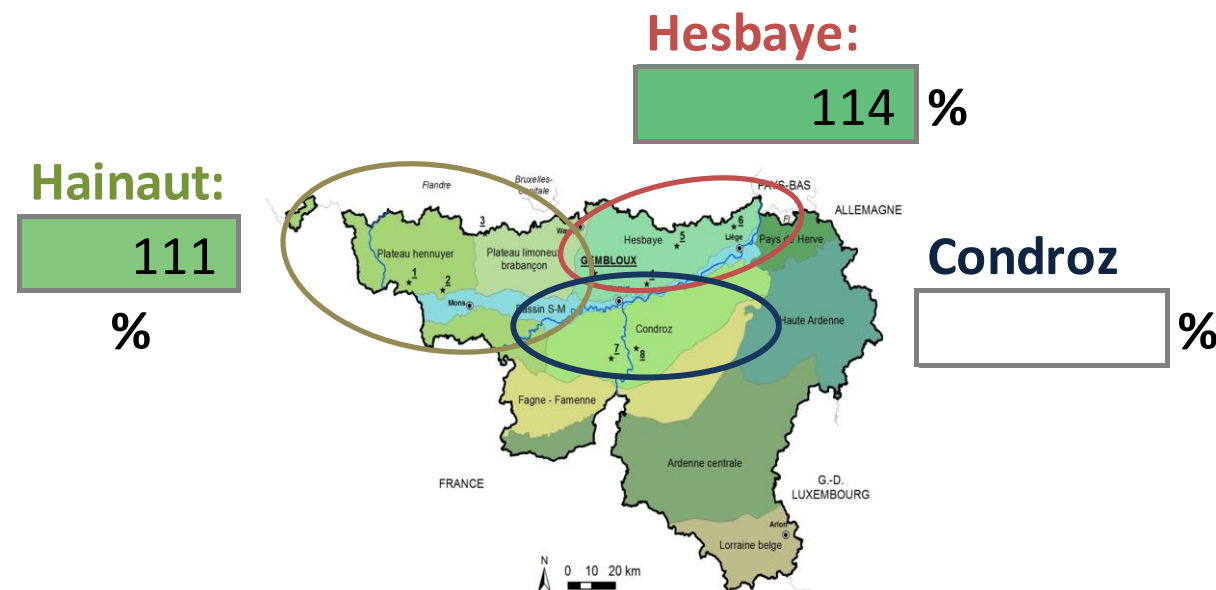 Hesbaye:
114 %
Hainaut:
111
%
Condroz
%
Flandre
Bruxelles-
Capitale
PAYS-BAS
ALLEMAGNE
3
6
5
Liège
Hesbaye
Pays de Herve
Plateau hennuyer
Plateau limoneux
brabançon
GEMBLOUX
1
2
4
Mons
Bassin S-M
Condroz
Haute Ardenne
7
8
Fagne - Famenne
Ardenne centrale
FRANCE
G.-D.
LUXEMBOURG
Arlon
Lorraine belge
N
0 10 20 km